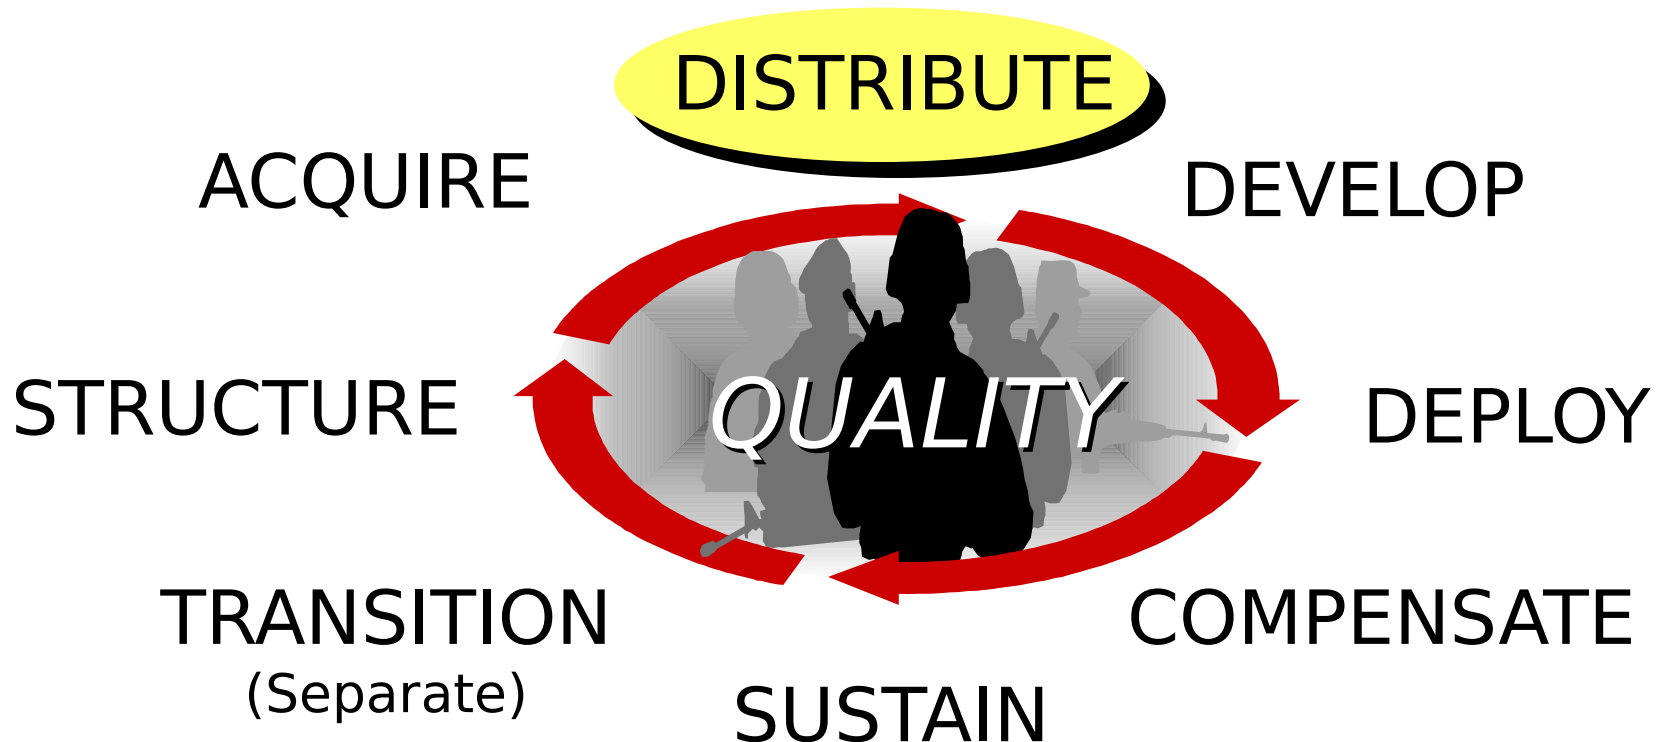 DISTRIBUTE
ACQUIRE
DEVELOP
STRUCTURE
QUALITY
DEPLOY
TRANSITION
(Separate)
COMPENSATE
SUSTAIN